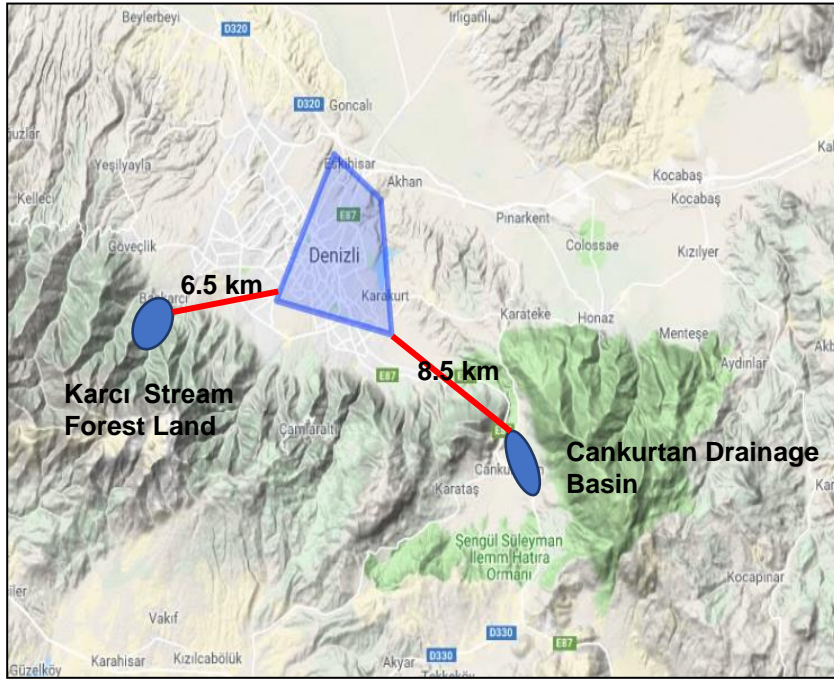 Beylerbeyi
D320
Irlıganlı
D320
Goncalı
ğuzlar
Yeşilyayla
Eskihisar
Akhan
Kocabaş
Kelleci
E87
Kocabaş
Pınarkent
Göveçlik
Denizli
Colossae
Kızılyer
6.5 km
Karakurt
Karateke
Honaz
Menteşe
Aydınlar
E87
8.5 km
Karcı Stream
Forest Land
Çamlaraltı
Cankurtan Drainage
Basin
Karataş
Şengül Süleyman
İlemm Hatıra
Ormanı
Kocapınar
Vakıf
D330
E87
Karahisar
Kızılcabölük
D330
Güzelköy
Akyar